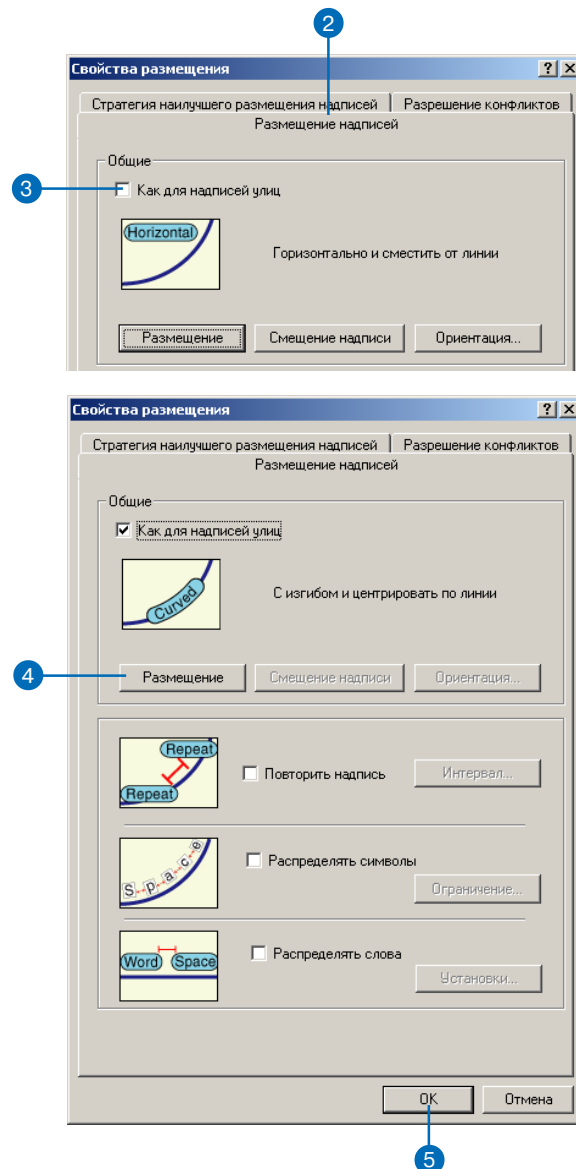 2
Свойства размещения ? ×
Стратегия наилучшего размещения надписей Разрешение конфликтов
Размещение надписей
Общие
3
Как для надписей улиц
Horizontal
Горизонтально и сместить от линии
Размещение Смещение надписи Ориентация...
Свойства размещения ? ×
Стратегия наилучшего размещения надписей Разрешение конфликтов
Размещение надписей
Общие
Как для надписей улиц
Curved
С изгибом и центрировать по линии
4
Размещение Смещение надписи Ориентация...
Repeat
Repeat
Повторить надпись Интервал...
Space
Распределять символы
Ограничение...
Word Space
Распределять слова
Установки...
OK Отмена
5